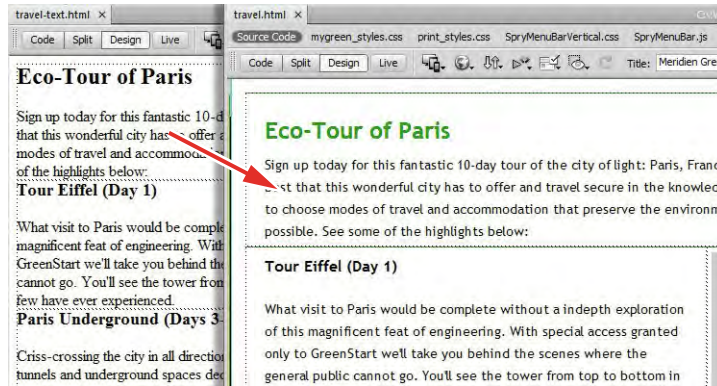 travel-text.html ×
Code Split Design Live
Eco-Tour of Paris
Sign up today for this fantastic 10-d
that this wonderful city has to offer a
modes of travel and
of the highlights below:
Tour Eiffel (Day 1)
What visit to Paris would be comple
magnificent feat of engineering. With
GreenStart we'll take you behind the
cannot go. You'll see the tower from
few have ever experienced.
Paris Underground (Days 3-
Criss-crossing the city in all direction
tunnels and underground spaces dec
travel.html ×
Source Code mygreen_styles.css print_styles.css SpryMenuBarVertical.css SpryMenuBar.js
Code Split Design Live Title: Meridien Gre
Eco-Tour of Paris
Sign up today for this fantastic 10-day tour of the city of light: Paris, Franc
that this wonderful city has to offer and travel secure in the knowled
to choose modes of travel and accommodation that preserve the environm
possible. See some of the highlights below:
Tour Eiffel (Day 1)
What visit to Paris would be complete without a indepth exploration
of this magnificent feat of engineering. With special access granted
only to GreenStart we'll take you behind the scenes where the
general public cannot go. You'll see the tower from top to bottom in